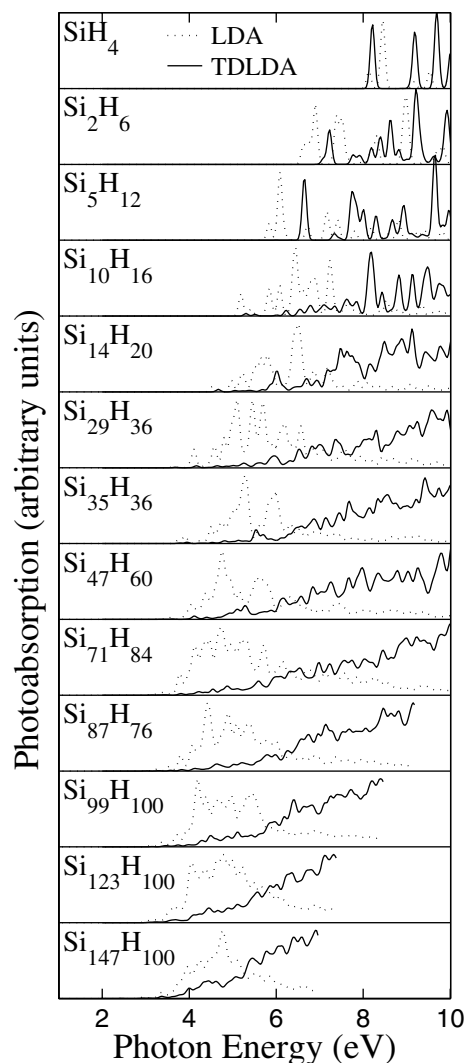 SiH₄
LDA
TDLDA
Si₂H₆
Si₅H₁₂
Si₁₀H₁₆
Si₁₄H₂₀
Si₂₉H₃₆
Si₃₅H₃₆
Si₄₇H₆₀
Si₇₁H₈₄
Si₈₇H₇₆
Si₉₉H₁₀₀
Si₁₂₃H₁₀₀
Si₁₄₇H₁₀₀
Photoabsorption (arbitrary units)
2 4 6 8 10
Photon Energy (eV)